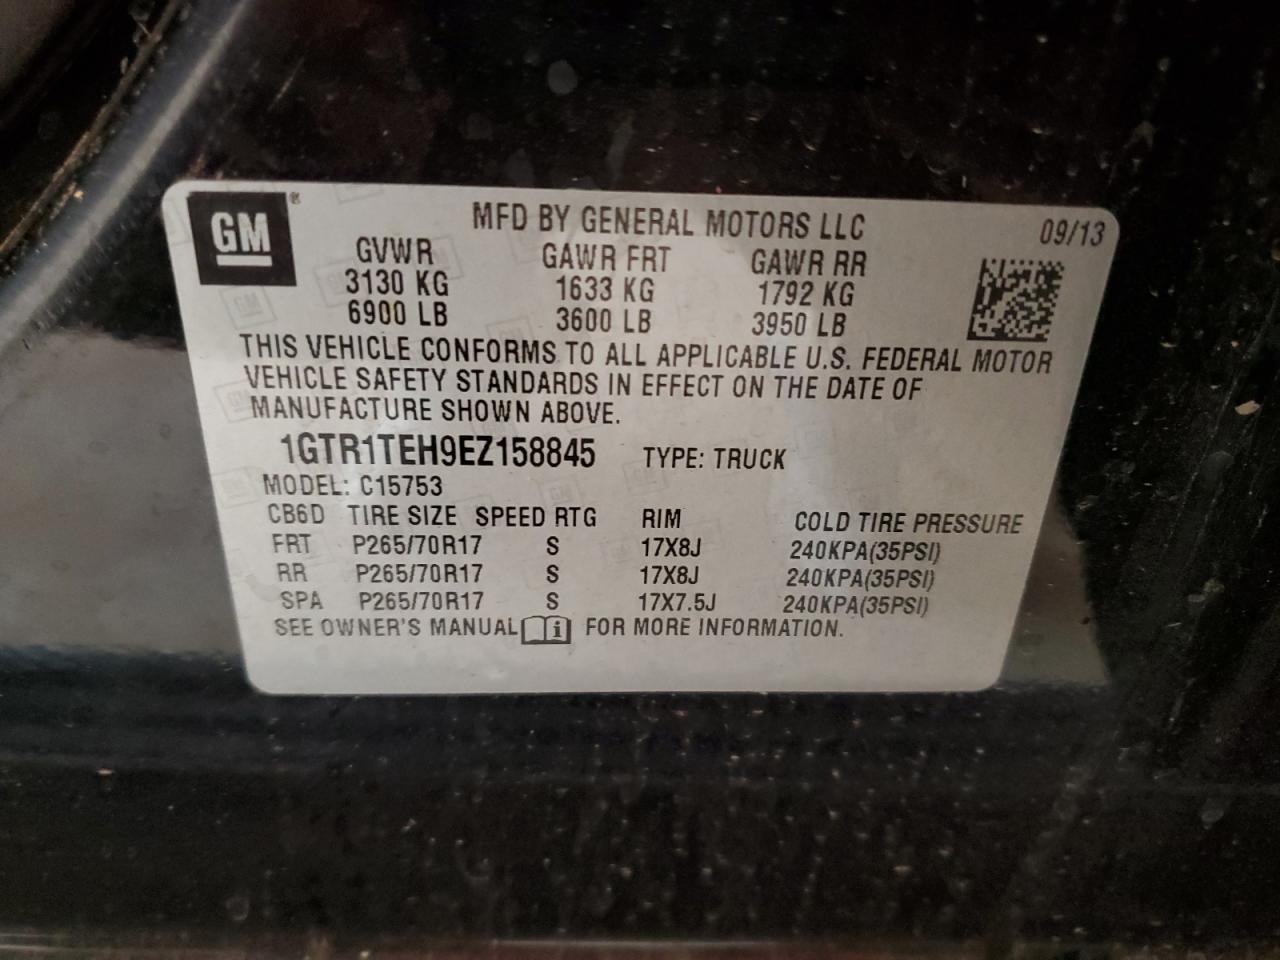 GM ®
MFD BY GENERAL MOTORS LLC 09/13
GVWR GAWR FRT GAWR RR
3130 KG 1633 KG 1792 KG
6900 LB 3600 LB 3950 LB
THIS VEHICLE CONFORMS TO ALL APPLICABLE U.S. FEDERAL MOTOR
VEHICLE SAFETY STANDARDS IN EFFECT ON THE DATE OF
MANUFACTURE SHOWN ABOVE.
1GTR1TEH9EZ158845 TYPE: TRUCK
MODEL: C15753
CB6D TIRE SIZE SPEED RTG RIM COLD TIRE PRESSURE
FRT P265/70R17 S 17X8J 240KPA(35PSI)
RR P265/70R17 S 17X8J 240KPA(35PSI)
SPA P265/70R17 S 17X7.5J 240KPA(35PSI)
SEE OWNER'S MANUAL i FOR MORE INFORMATION.